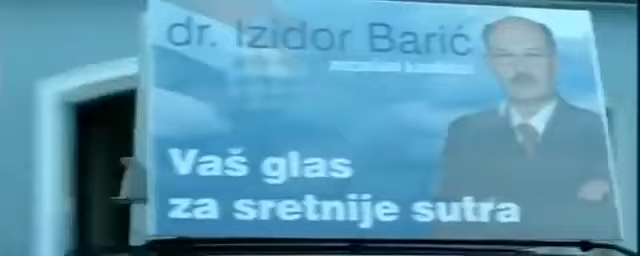 dr. Izidor Barić
Vaš glas
za sretnije sutra